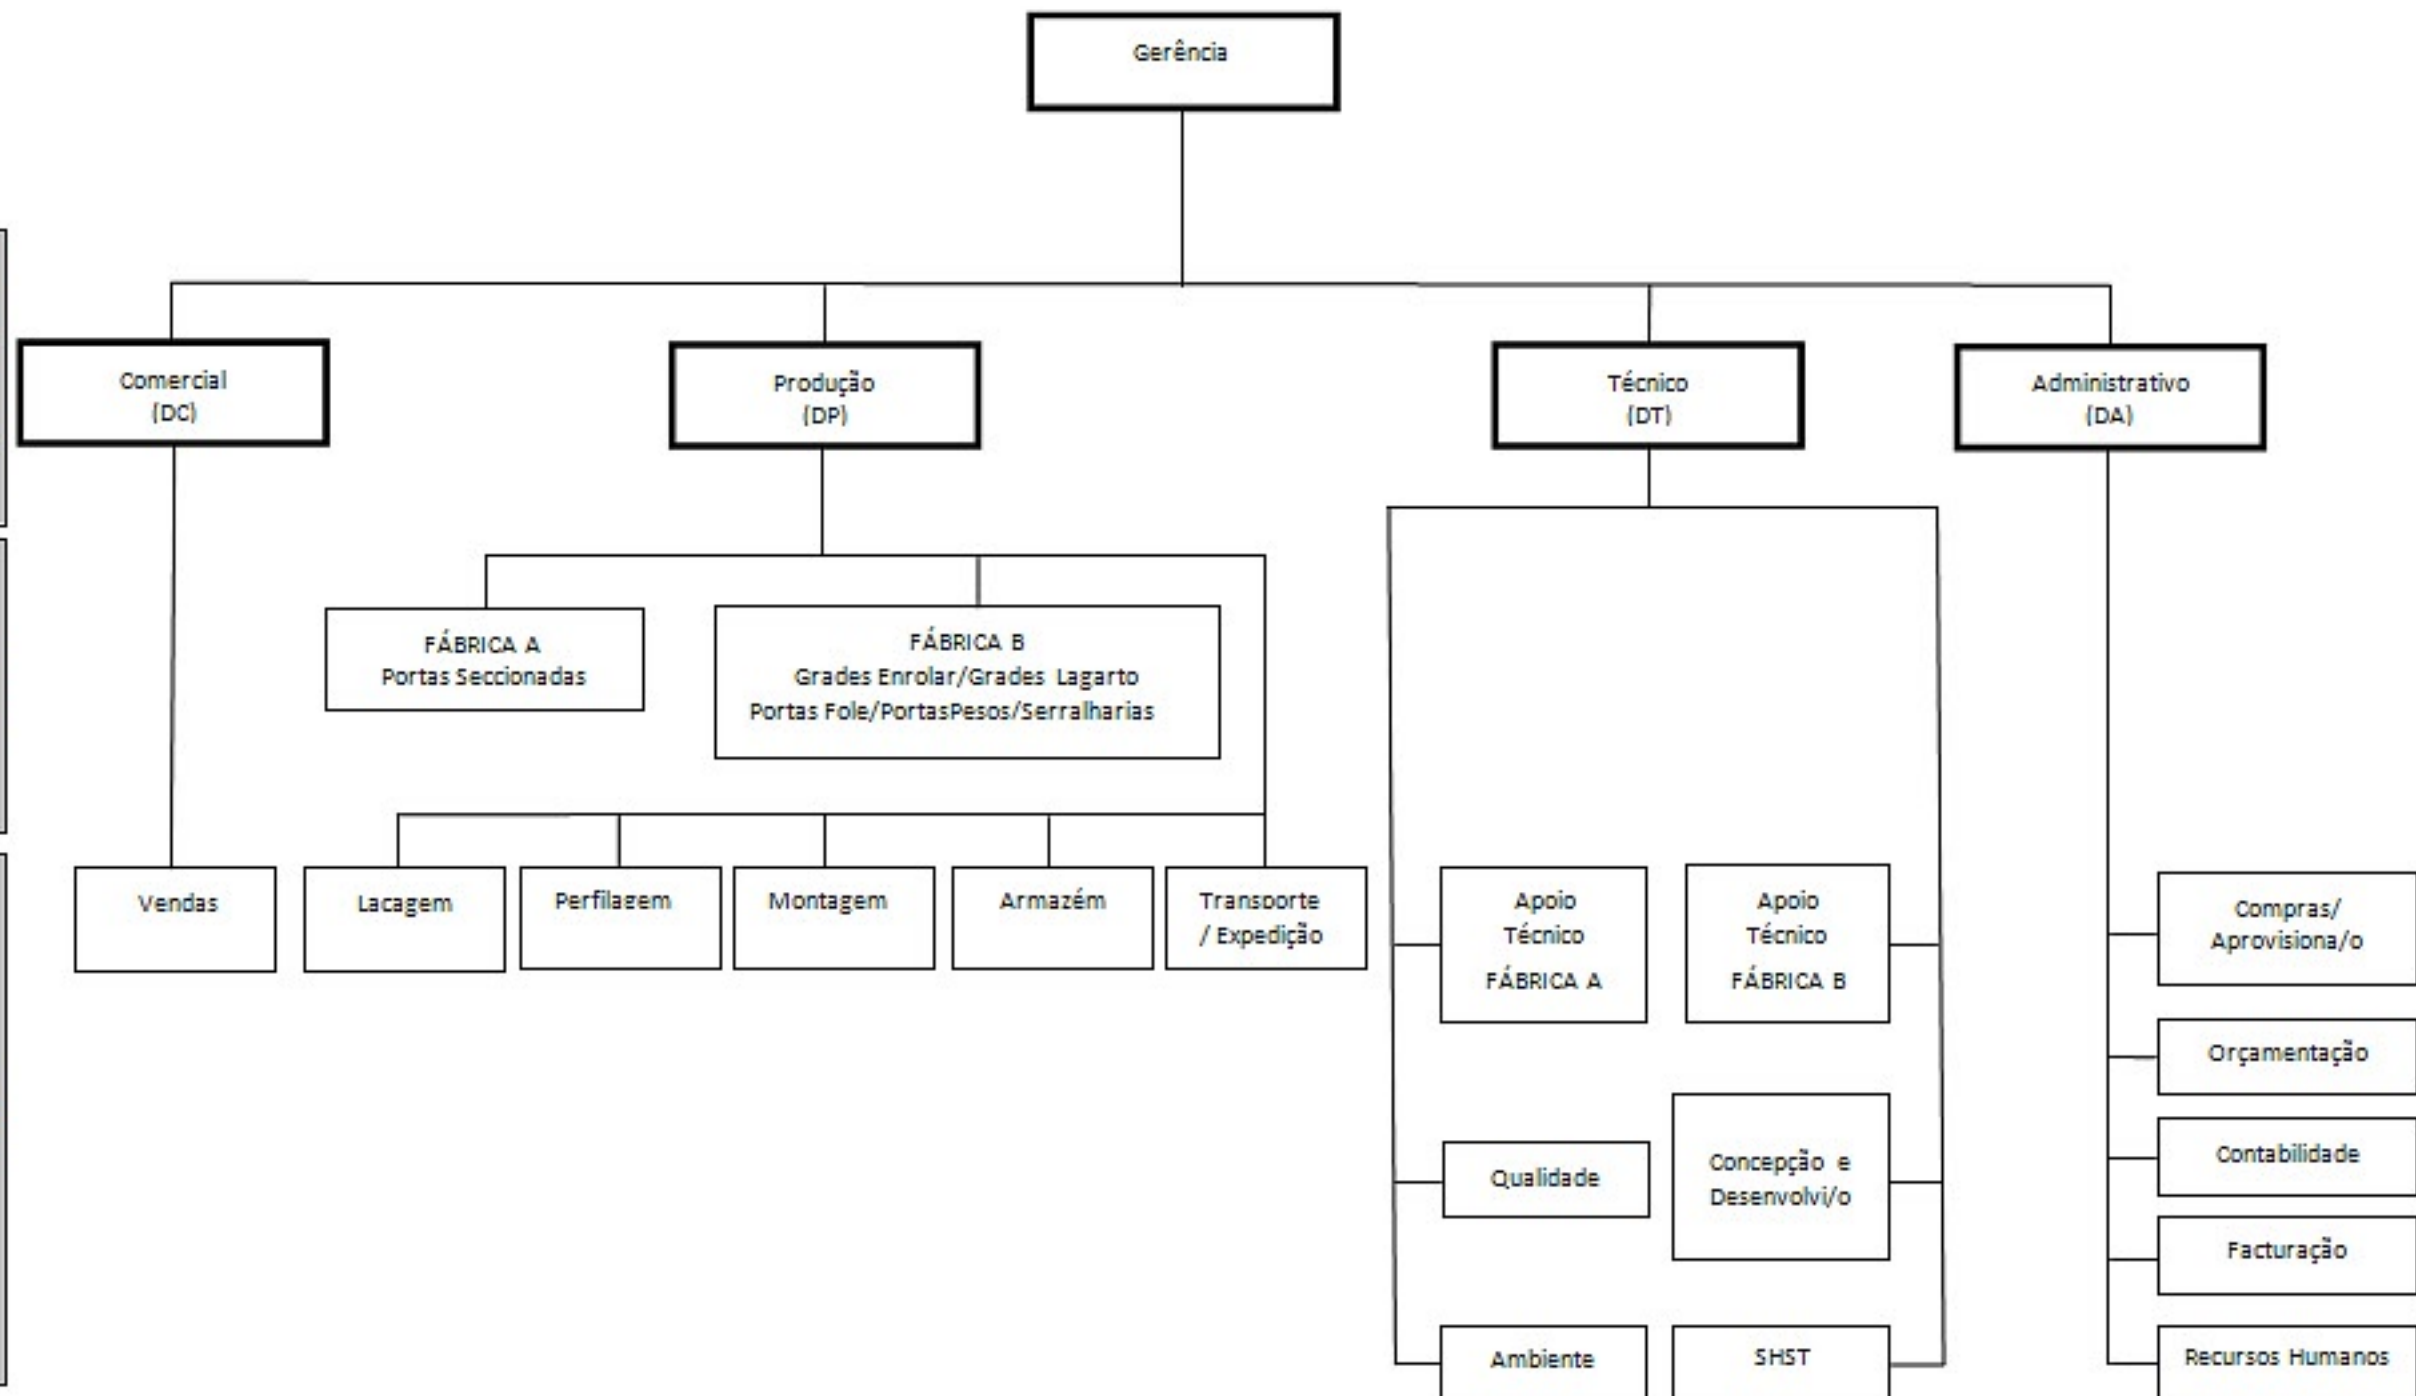 Gerência
Comercial
(DC)
Produção
(DP)
Técnico
(DT)
Administrativo
(DA)
FÁBRICA A
Portas Seccionadas
FÁBRICA B
Grades Enrolar/Grades Lagarto
Portas Fole/PortasPesos/Serralharias
Vendas
Lacagem
Perfilagem
Montagem
Armazém
Transporte
/ Expedição
Apoio
Técnico
FÁBRICA A
Apoio
Técnico
FÁBRICA B
Qualidade
Concepção e
Desenvolvi/o
Ambiente
SHST
Compras/
Aprovisiona/o
Orçamentação
Contabilidade
Facturação
Recursos Humanos